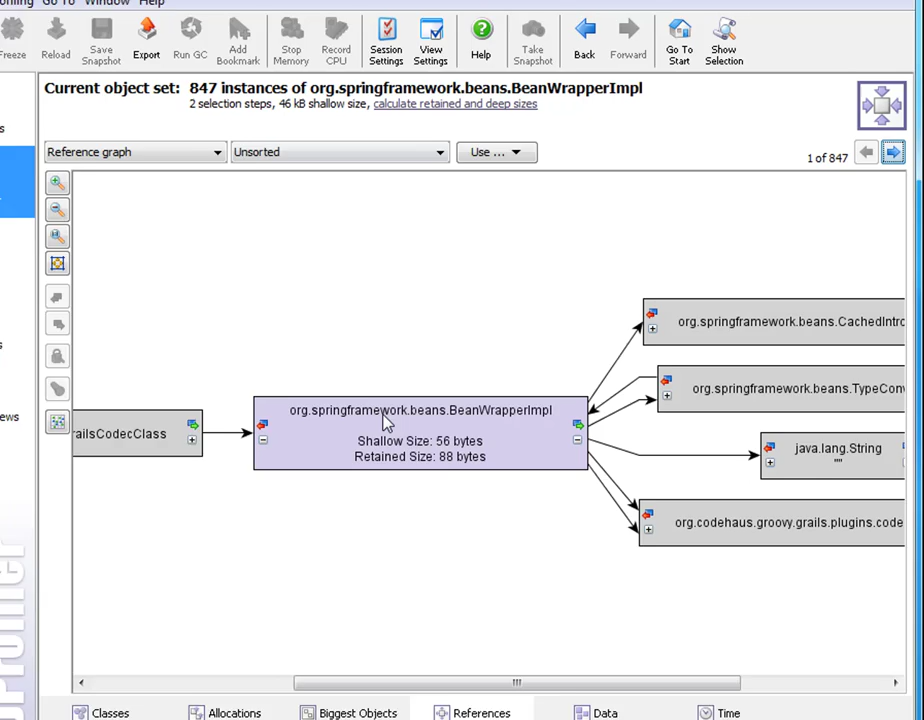 Go To Window Help
Freeze Reload Save Snapshot Export Run GC Add Bookmark Stop Memory Record CPU Session Settings View Settings Help Take Snapshot Back Forward Go To Start Show Selection
Current object set: 847 instances of org.springframework.beans.BeanWrapperImpl
2 selection steps, 46 kB shallow size, calculate retained and deep sizes
Reference graph Unsorted Use ... 1 of 847
org.springframework.beans.CachedIntro
org.springframework.beans.TypeConv
railsCodecClass
org.springframework.beans.BeanWrapperImpl
Shallow Size: 56 bytes
Retained Size: 88 bytes
java.lang.String
""
org.codehaus.groovy.grails.plugins.code
Classes Allocations Biggest Objects References Data Time